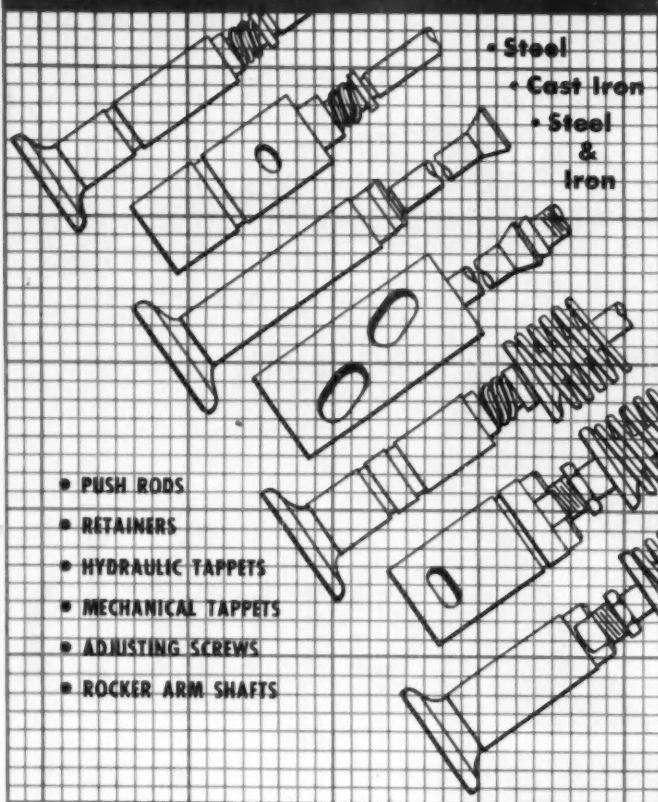 • Steel
• Cast Iron
• Steel
&
Iron
• PUSH RODS
• RETAINERS
• HYDRAULIC TAPPETS
• MECHANICAL TAPPETS
• ADJUSTING SCREWS
• ROCKER ARM SHAFTS